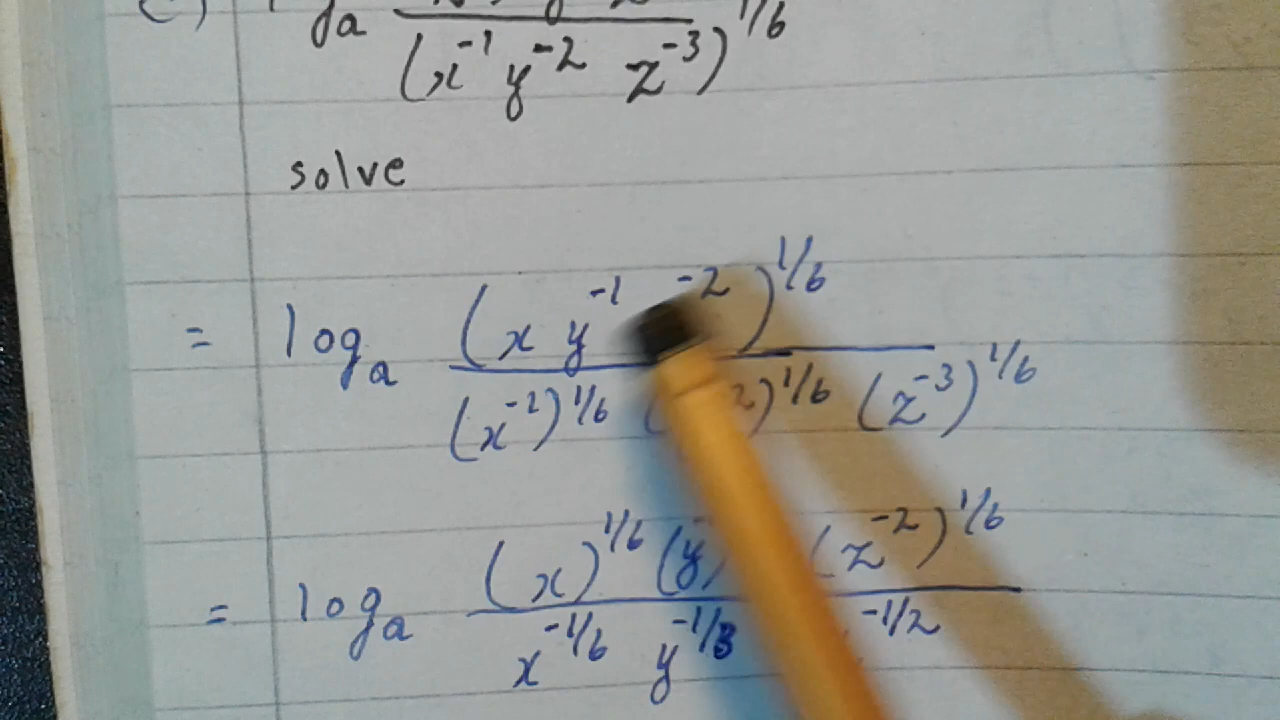 (x^-1 y^-2 z^-3)^1/6
solve
= log_a (x y^-1 ^-2)^1/6
(x^-1)^1/6 ( 2)^1/6 (z^-3)^1/6
= log_a (x)^1/6 (y (z^-2)^1/6
x^-1/6 y^-1/3 ^-1/2